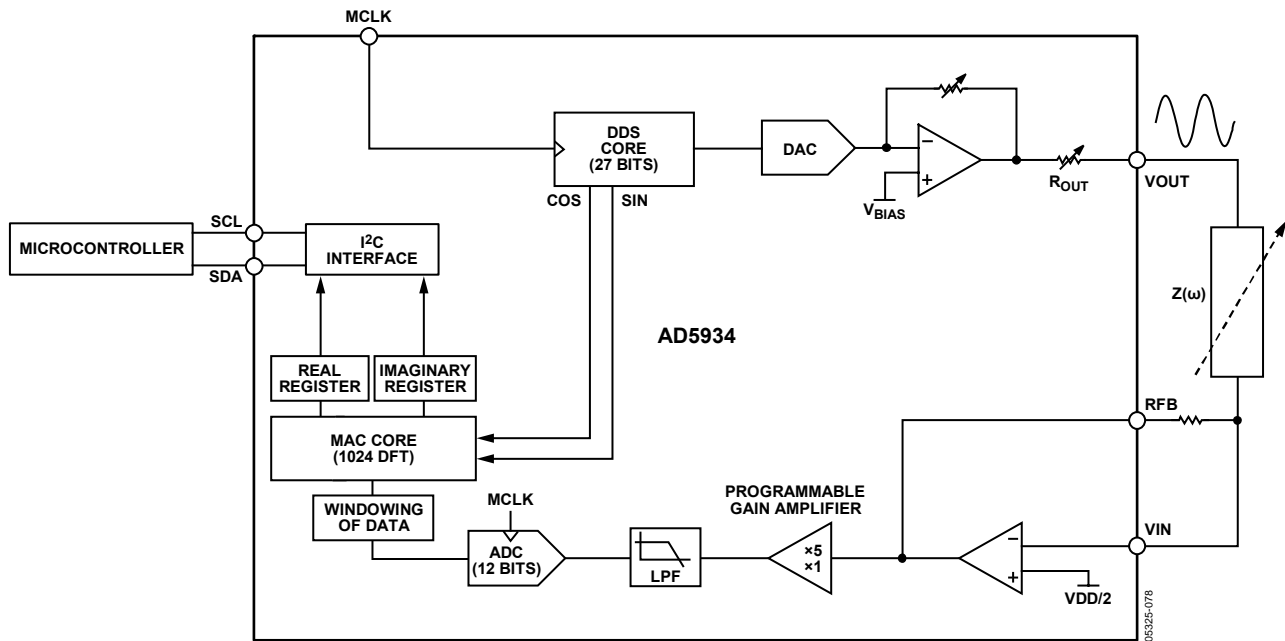 MCLK
DDS
CORE
(27 BITS)
DAC
−
+
V_BIAS
R_OUT
VOUT
COS
SIN
SCL
MICROCONTROLLER
SDA
I²C
INTERFACE
Z(ω)
AD5934
REAL
REGISTER
IMAGINARY
REGISTER
RFB
MAC CORE
(1024 DFT)
WINDOWING
OF DATA
MCLK
ADC
(12 BITS)
LPF
PROGRAMMABLE
GAIN AMPLIFIER
×5
×1
−
+
VIN
VDD/2
05325-078